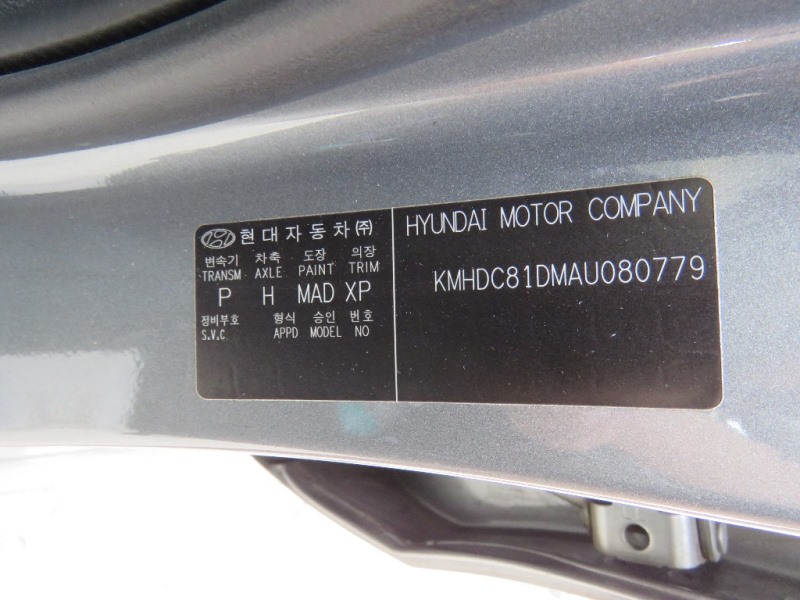 현대자동차㈜
변속기 차축 도장 의장
TRANSM AXLE PAINT TRIM
P H MAD XP
정비부호 형식 승인 번호
S.V.C APPD MODEL NO
HYUNDAI MOTOR COMPANY
KMHDC81DMAU080779